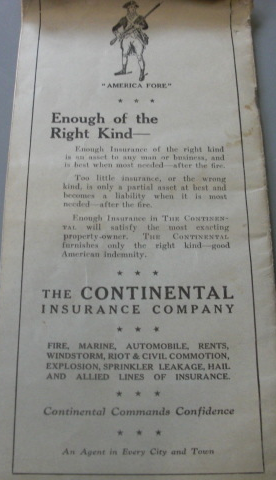 "AMERICA FORE"
* * *
Enough of the
Right Kind—
Enough Insurance of the right kind
is an asset to any man or business, and
is best when most needed—after the fire.
Too little insurance, or the wrong
kind, is only a partial asset at best and
becomes a liability when it is most
needed—after the fire.
Enough Insurance in THE CONTINEN-
TAL will satisfy the most exacting
property-owner. THE CONTINENTAL
furnishes only the right kind—good
American indemnity.
* * *
THE CONTINENTAL
INSURANCE COMPANY
* * *
FIRE, MARINE, AUTOMOBILE, RENTS,
WINDSTORM, RIOT & CIVIL COMMOTION,
EXPLOSION, SPRINKLER LEAKAGE, HAIL
AND ALLIED LINES OF INSURANCE.
* * *
Continental Commands Confidence
* * *
An Agent in Every City and Town